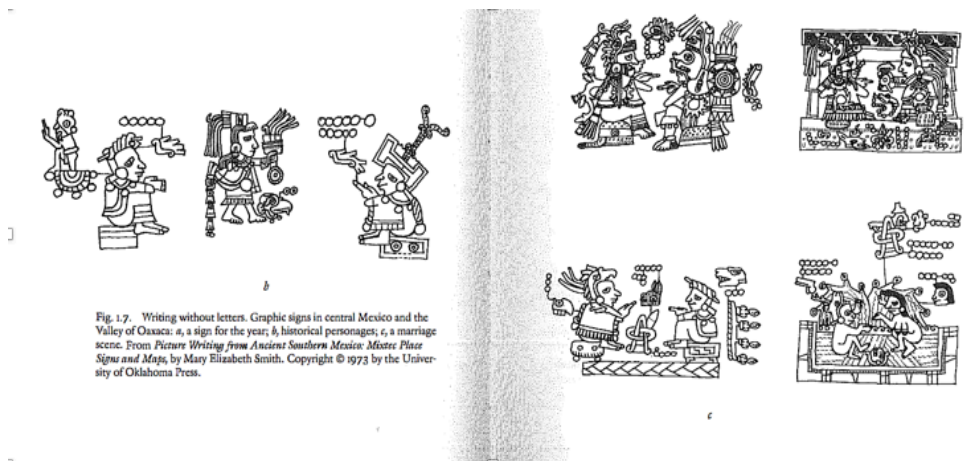 b
Fig. 1.7. Writing without letters. Graphic signs in central Mexico and the
Valley of Oaxaca: a, a sign for the year; b, historical personages; c, a marriage
scene. From Picture Writing from Ancient Southern Mexico: Mixtec Place
Signs and Maps, by Mary Elizabeth Smith. Copyright © 1973 by the Univer-
sity of Oklahoma Press.
c